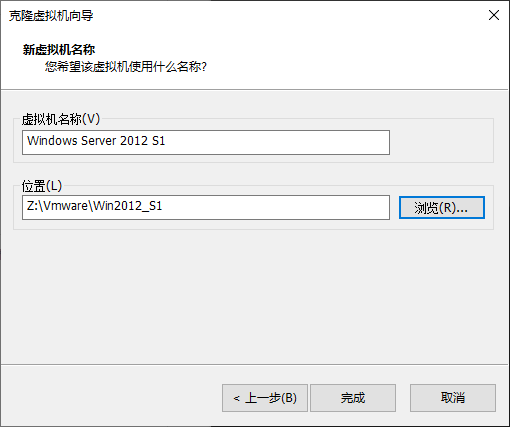 克隆虚拟机向导
新虚拟机名称
您希望该虚拟机使用什么名称?
虚拟机名称(V)
Windows Server 2012 S1
位置(L)
Z:\Vmware\Win2012_S1
浏览(R)...
< 上一步(B)
完成
取消